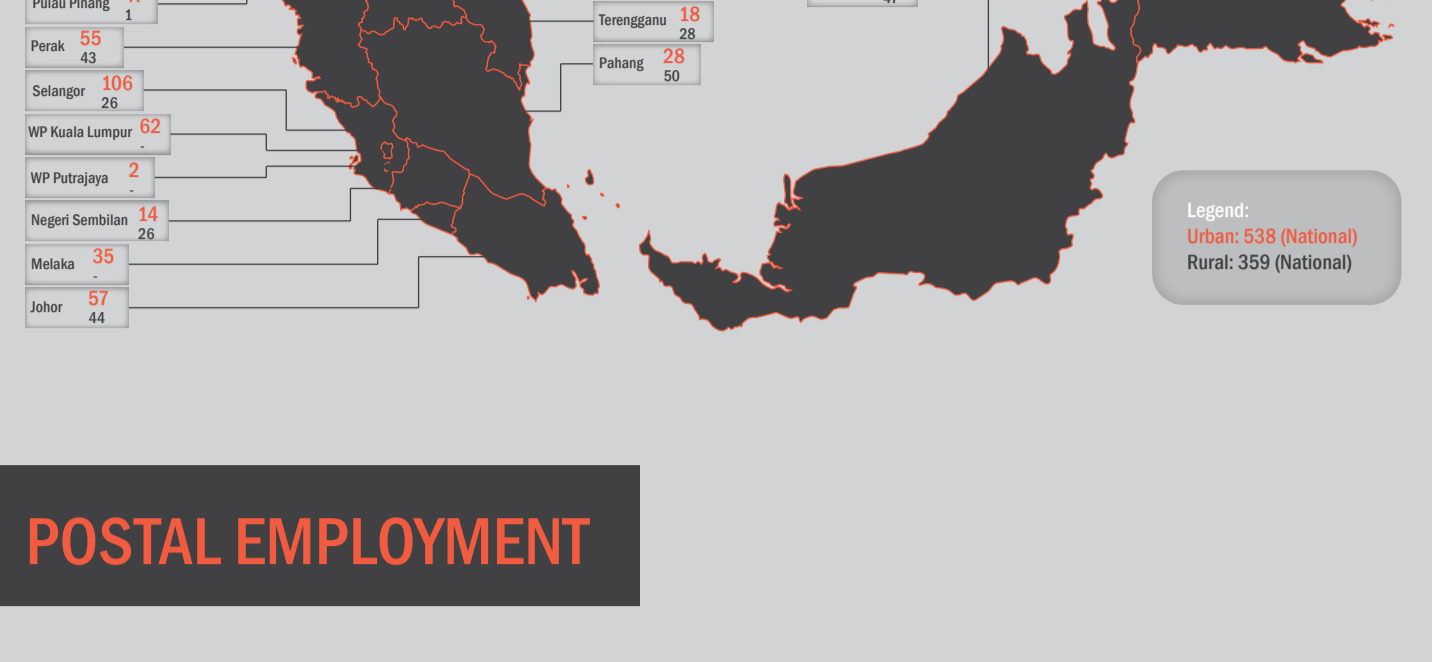 Pulau Pinang
1
Perak 55
43
Selangor 106
26
WP Kuala Lumpur 62
-
WP Putrajaya 2
-
Negeri Sembilan 14
26
Melaka 35
-
Johor 57
44
Terengganu 18
28
Pahang 28
50
Legend:
Urban: 538 (National)
Rural: 359 (National)
POSTAL EMPLOYMENT